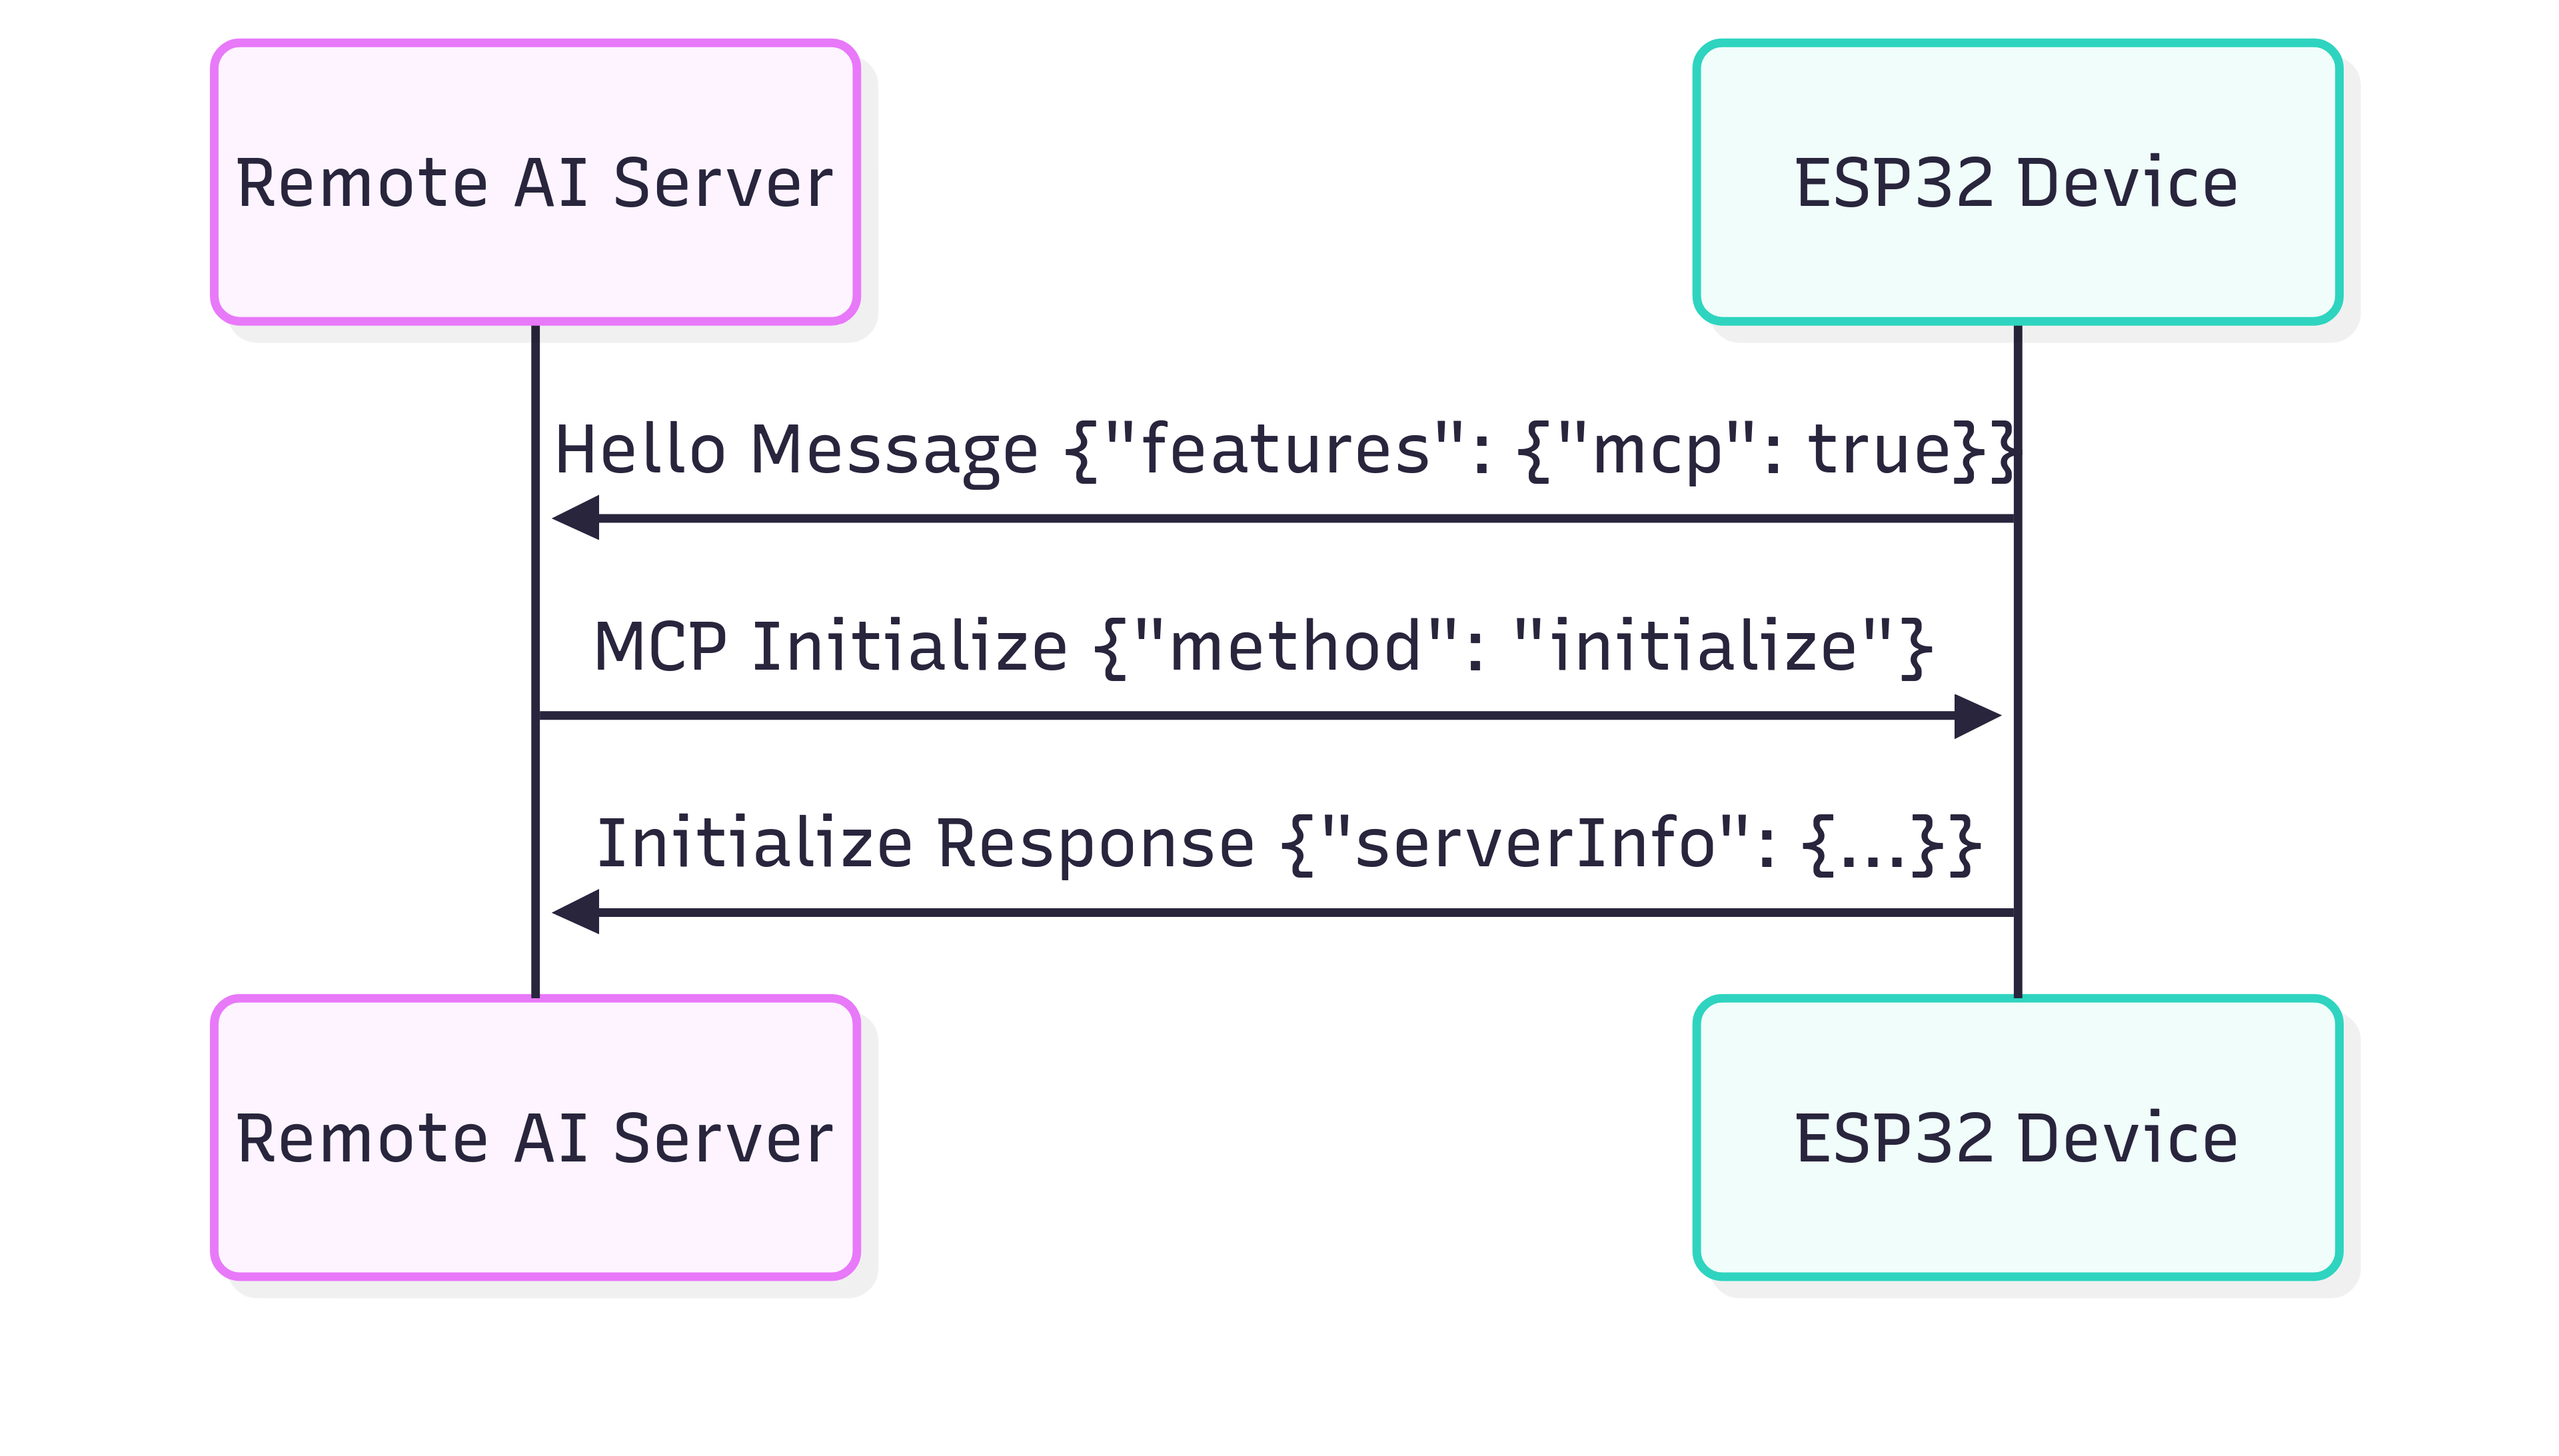 Remote AI Server
ESP32 Device
Hello Message {"features": {"mcp": true}}
MCP Initialize {"method": "initialize"}
Initialize Response {"serverInfo": {...}}
Remote AI Server
ESP32 Device